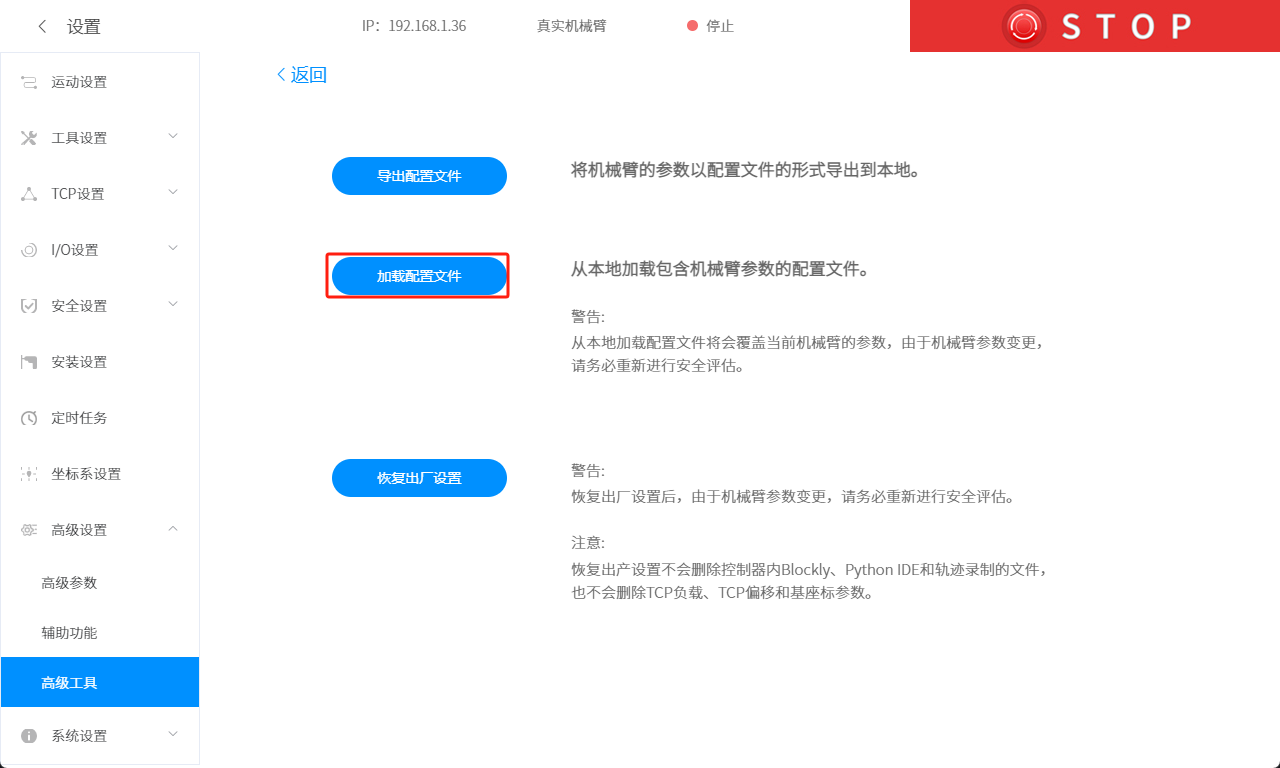 设置
IP：192.168.1.36
真实机械臂
停止
STOP
运动设置
工具设置
TCP设置
I/O设置
安全设置
安装设置
定时任务
坐标系设置
高级设置
高级参数
辅助功能
高级工具
系统设置
返回
导出配置文件
将机械臂的参数以配置文件的形式导出到本地。
加载配置文件
从本地加载包含机械臂参数的配置文件。
警告:
从本地加载配置文件将会覆盖当前机械臂的参数，由于机械臂参数变更，
请务必重新进行安全评估。
恢复出厂设置
警告:
恢复出厂设置后，由于机械臂参数变更，请务必重新进行安全评估。
注意:
恢复出产设置不会删除控制器内Blockly、Python IDE和轨迹录制的文件，
也不会删除TCP负载、TCP偏移和基座标参数。